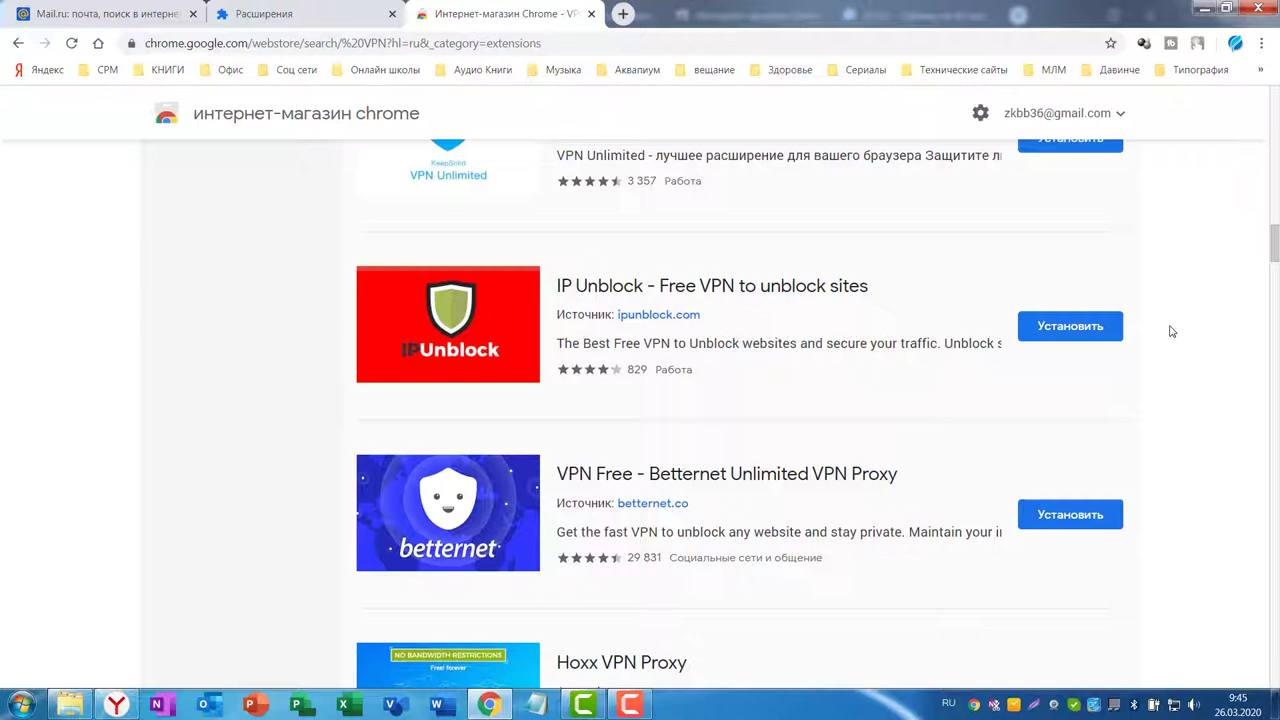 Mail.ru: почта, поиск в интерне
Расширения
Интернет-магазин Chrome - VP
chrome.google.com/webstore/search/%20VPN?hl=ru&_category=extensions
Яндекс
СРМ
КНИГИ
Офис
Соц сети
Онлайн школы
Аудио Книги
Музыка
Аквапиум
вещание
Здоровье
Сериалы
Технические сайты
МЛМ
Давинче
Типография
»
интернет-магазин chrome
zkbb36@gmail.com
KeepSolid
VPN Unlimited
VPN Unlimited - лучшее расширение для вашего браузера Защитите л
3 357 Работа
Установить
IPUnblock
IP Unblock - Free VPN to unblock sites
Источник: ipunblock.com
The Best Free VPN to Unblock websites and secure your traffic. Unblock s
829 Работа
Установить
betternet
VPN Free - Betternet Unlimited VPN Proxy
Источник: betternet.co
Get the fast VPN to unblock any website and stay private. Maintain your i
29 831 Социальные сети и общение
Установить
NO BANDWIDTH RESTRICTIONS
Free! forever
Hoxx VPN Proxy
RU
9:45
26.03.2020